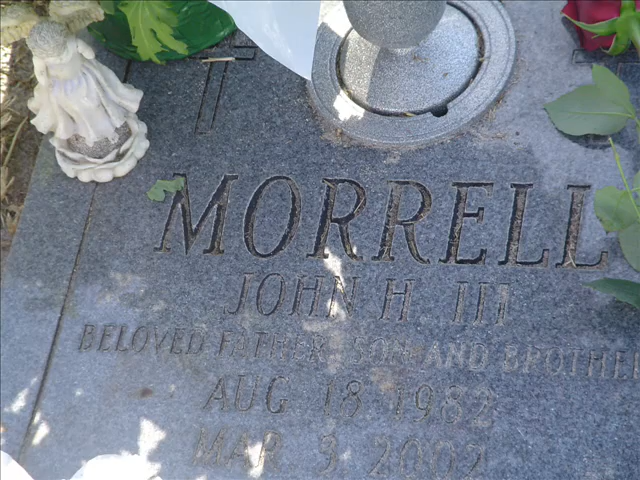 MORRELL
JOHN H III
BELOVED FATHER, SON AND BROTHER
AUG 18 1982
MAR 3 2002